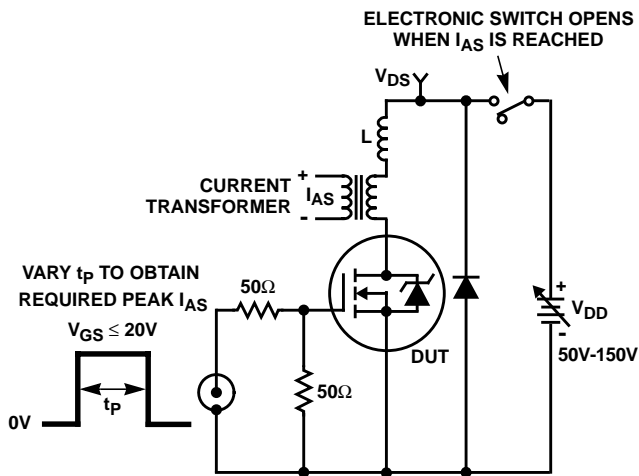 ELECTRONIC SWITCH OPENS
WHEN IAS IS REACHED
VDS
L
+
CURRENT
TRANSFORMER
IAS
-
VARY tP TO OBTAIN
REQUIRED PEAK IAS
50Ω
VGS ≤ 20V
0V
tP
50Ω
DUT
+
VDD
-
50V-150V